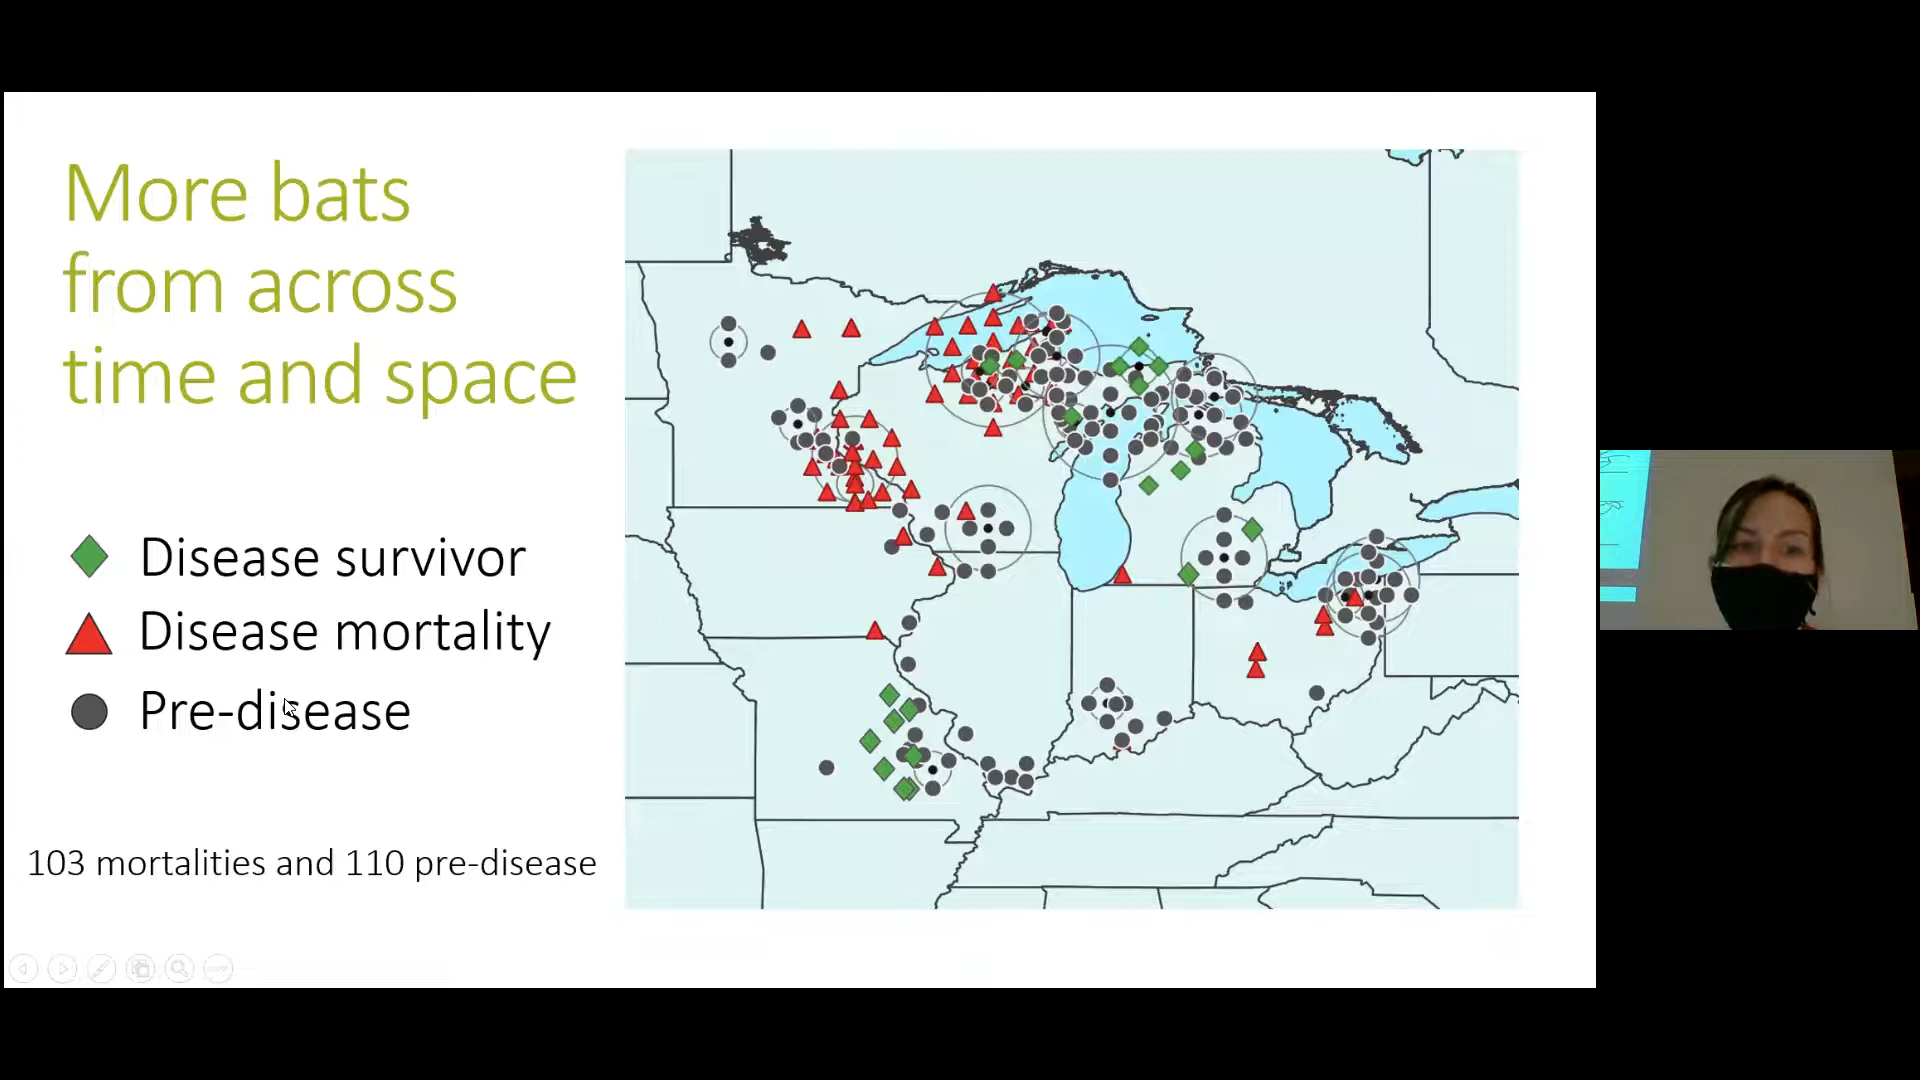 More bats
from across
time and space
Disease survivor
Disease mortality
Pre-disease
103 mortalities and 110 pre-disease